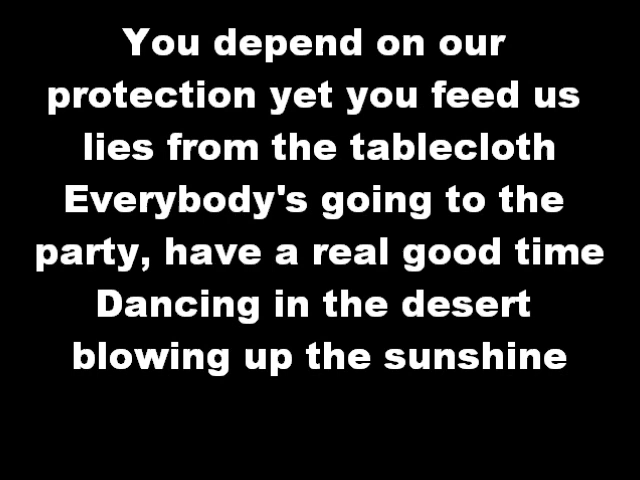 You depend on our
protection yet you feed us
lies from the tablecloth
Everybody's going to the
party, have a real good time
Dancing in the desert
blowing up the sunshine